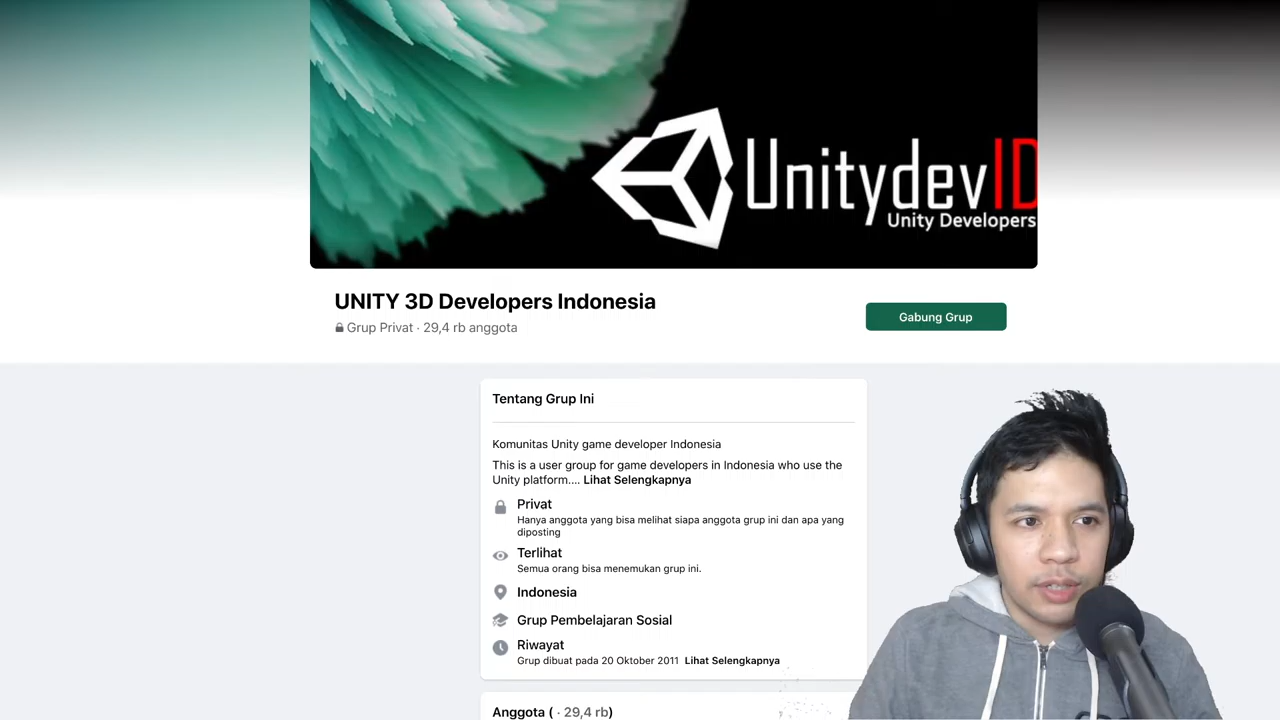 UnitydevID
Unity Developers
UNITY 3D Developers Indonesia
Grup Privat · 29,4 rb anggota
Gabung Grup
Tentang Grup Ini
Komunitas Unity game developer Indonesia
This is a user group for game developers in Indonesia who use the
Unity platform.... Lihat Selengkapnya
Privat
Hanya anggota yang bisa melihat siapa anggota grup ini dan apa yang
diposting
Terlihat
Semua orang bisa menemukan grup ini.
Indonesia
Grup Pembelajaran Sosial
Riwayat
Grup dibuat pada 20 Oktober 2011 Lihat Selengkapnya
Anggota ( · 29,4 rb)